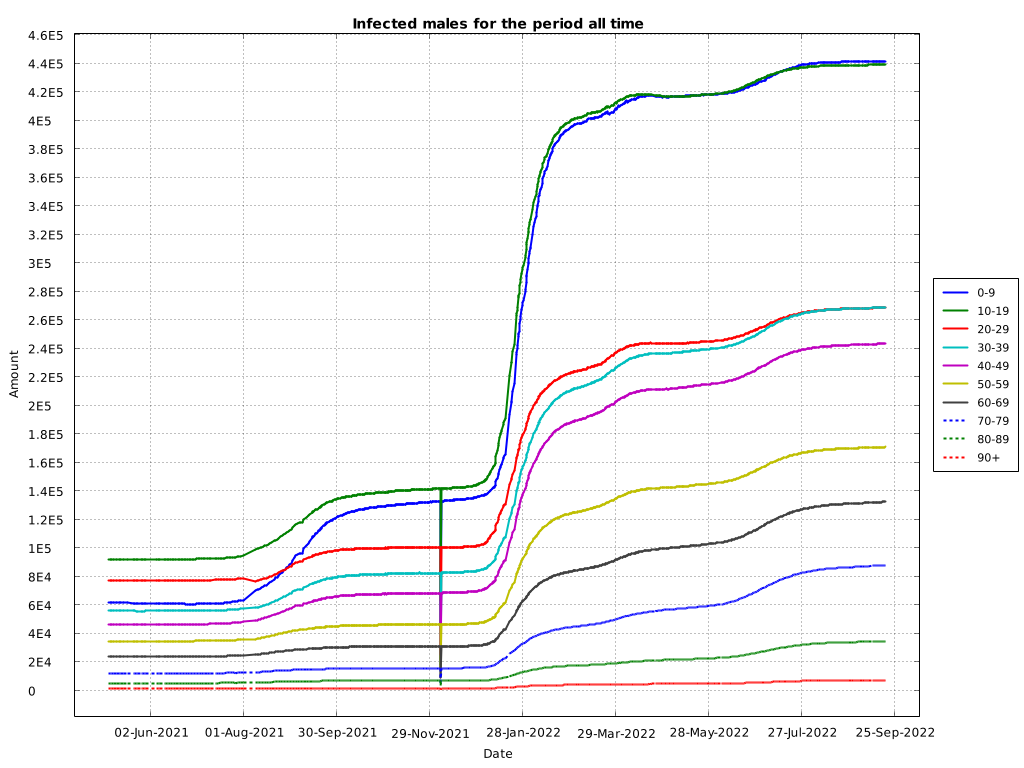 Infected males for the period all time
4.6E5
4.4E5
4.2E5
4E5
3.8E5
3.6E5
3.4E5
3.2E5
3E5
2.8E5
2.6E5
2.4E5
2.2E5
2E5
1.8E5
1.6E5
1.4E5
1.2E5
1E5
8E4
6E4
4E4
2E4
0
Amount
02-Jun-2021 01-Aug-2021 30-Sep-2021 29-Nov-2021 28-Jan-2022 29-Mar-2022 28-May-2022 27-Jul-2022 25-Sep-2022
Date
0-9
10-19
20-29
30-39
40-49
50-59
60-69
70-79
80-89
90+